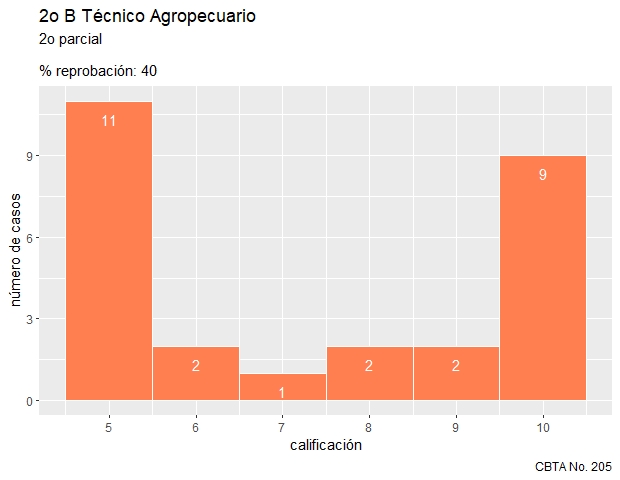 2o B Técnico Agropecuario
2o parcial
% reprobación: 40
11
2
1
2
2
9
9
6
3
0
número de casos
5 6 7 8 9 10
calificación
CBTA No. 205